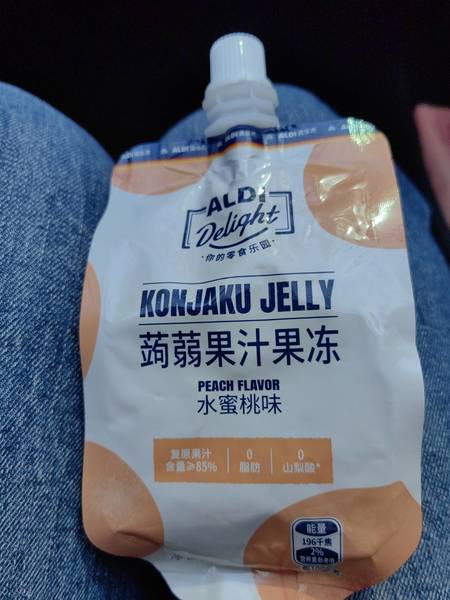 ALDI
Delight
·你的零食乐园·
KONJAKU JELLY
蒟蒻果汁果冻
PEACH FLAVOR
水蜜桃味
复原果汁
含量≥85%
0
脂肪
0
山梨酸*
能量
196千焦
2%